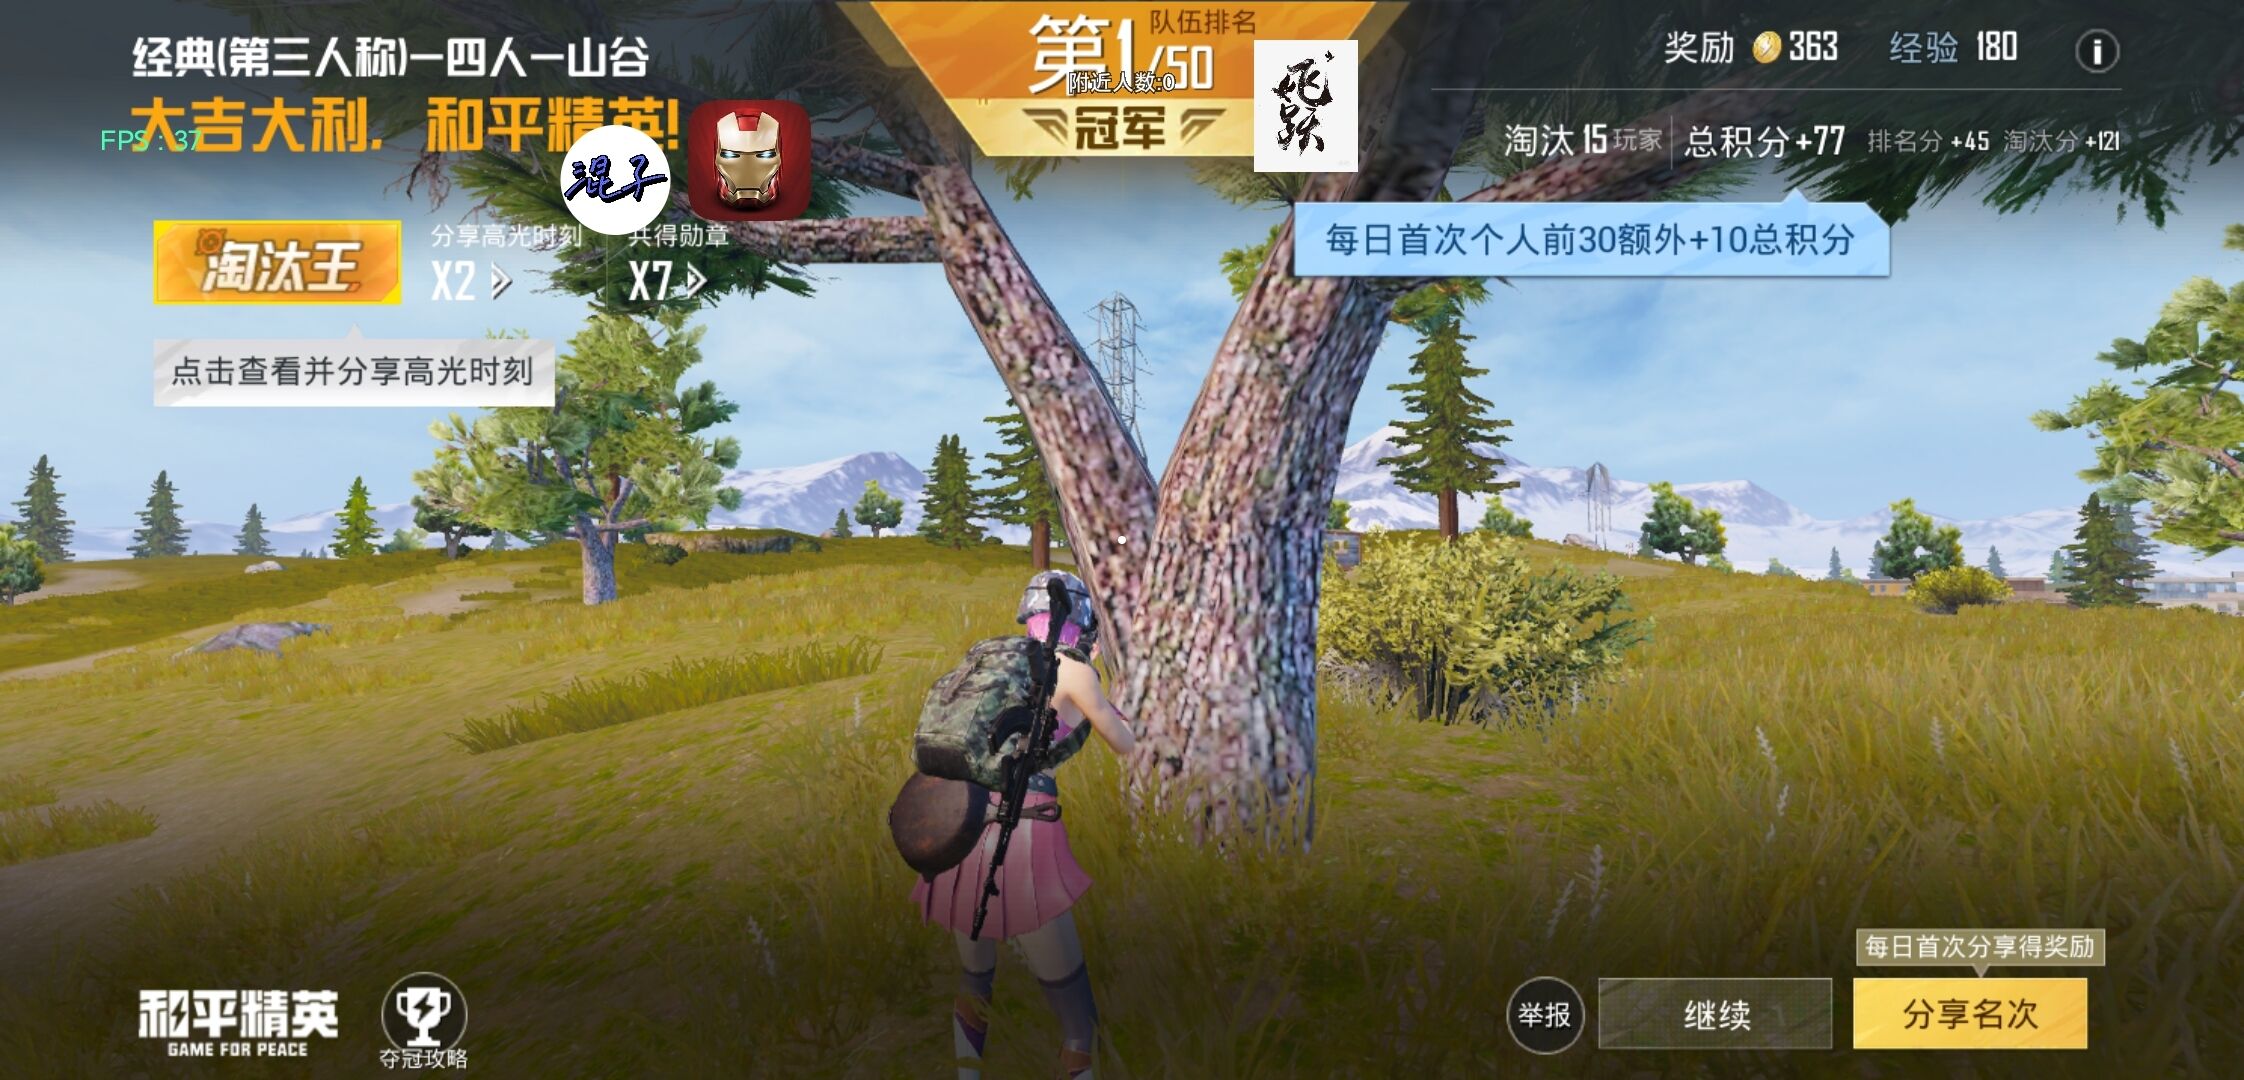 经典(第三人称)-四人-山谷
大吉大利，和平精英!
FPS : 37
混子
淘汰王
分享高光时刻
X2
共得勋章
X7
点击查看并分享高光时刻
队伍排名
第1/50
附近人数:0
冠军
飞跃
奖励 363 经验 180
淘汰 15 玩家 总积分+77 排名分 +45 淘汰分 +121
每日首次个人前30额外+10总积分
和平精英
GAME FOR PEACE
夺冠攻略
举报
继续
每日首次分享得奖励
分享名次